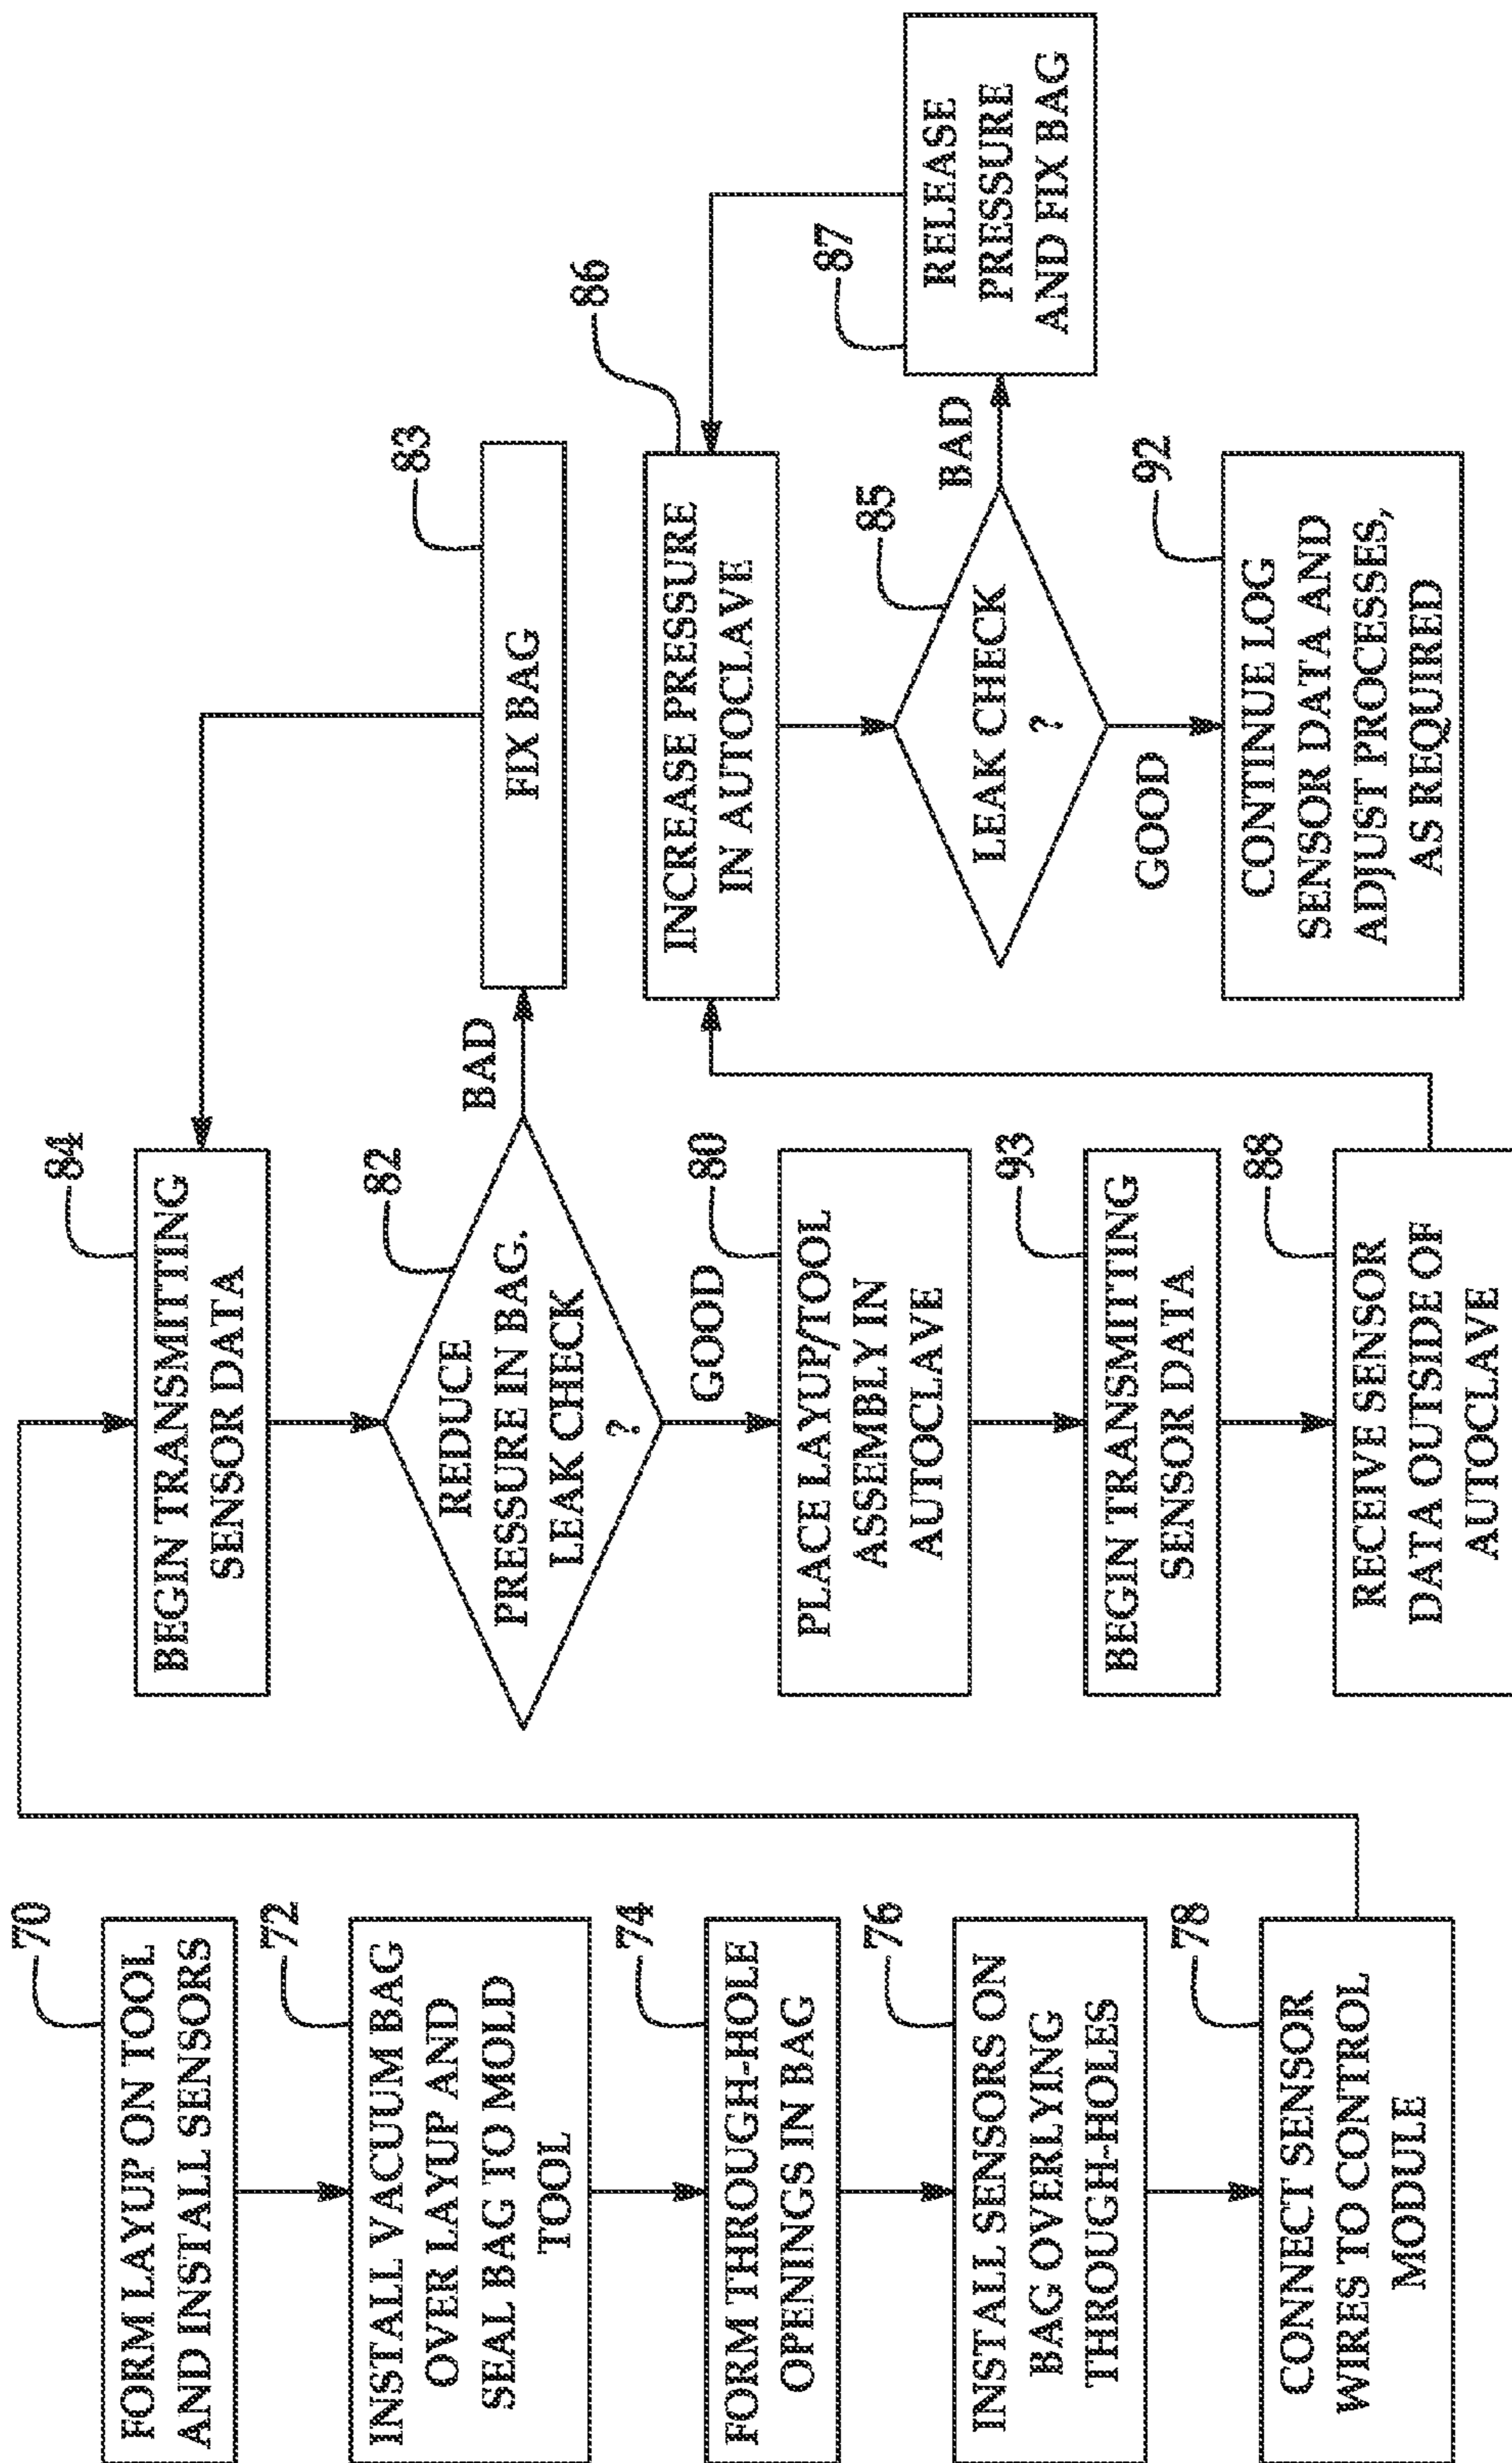 70
FORM LAYUP ON TOOL
AND INSTALL SENSORS
72
INSTALL VACUUM BAG
OVER LAYUP AND
SEAL BAG TO MOLD
TOOL
74
FORM THROUGH-HOLE
OPENINGS IN BAG
76
INSTALL SENSORS ON
BAG OVERLYING
THROUGH-HOLES
78
CONNECT SENSOR
WIRES TO CONTROL
MODULE
84
BEGIN TRANSMITTING
SENSOR DATA
82
REDUCE
PRESSURE IN BAG.
LEAK CHECK
?
BAD
GOOD
80
PLACE LAYUP/TOOL
ASSEMBLY IN
AUTOCLAVE
93
BEGIN TRANSMITING
SENSOR DATA
88
RECEIVE SENSOR
DATA OUTSIDE OF
AUTOCLAVE
83
FIX BAG
86
INCREASE PRESSURE
IN AUTOCLAVE
85
LEAK CHECK
?
BAD
GOOD
87
RELEASE
PRESSURE
AND FIX BAG
92
CONTINUE LOG
SENSOR DATA AND
ADJUST PROCESSES,
AS REQUIRED